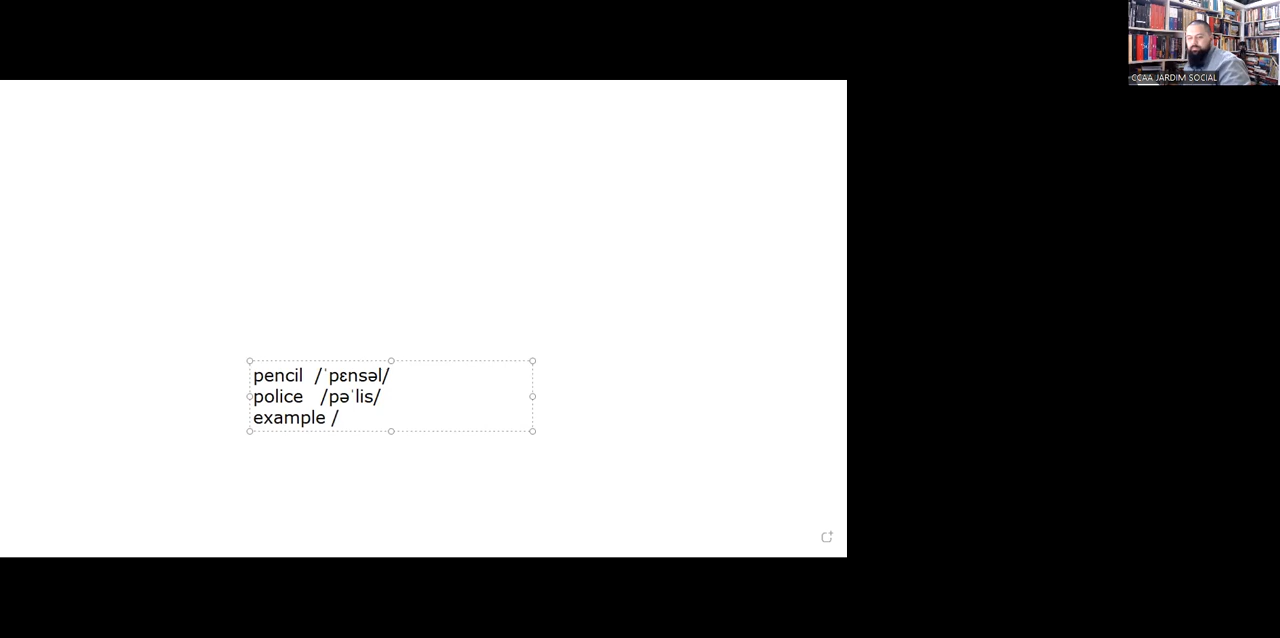 CCAA JARDIM SOCIAL
pencil /ˈpɛnsəl/
police /pəˈlis/
example /